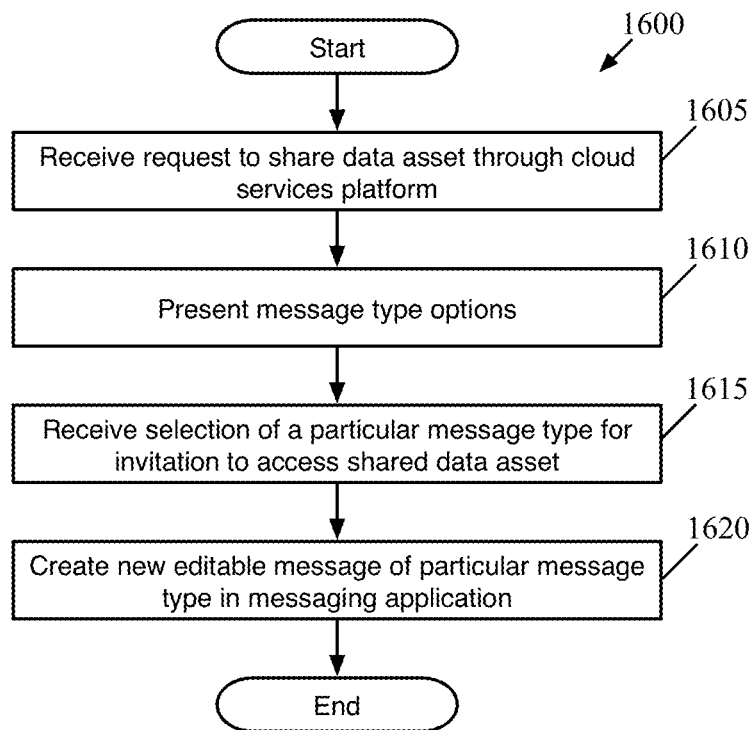 Start
1600
1605
Receive request to share data asset through cloud
services platform
1610
Present message type options
1615
Receive selection of a particular message type for
invitation to access shared data asset
1620
Create new editable message of particular message
type in messaging application
End